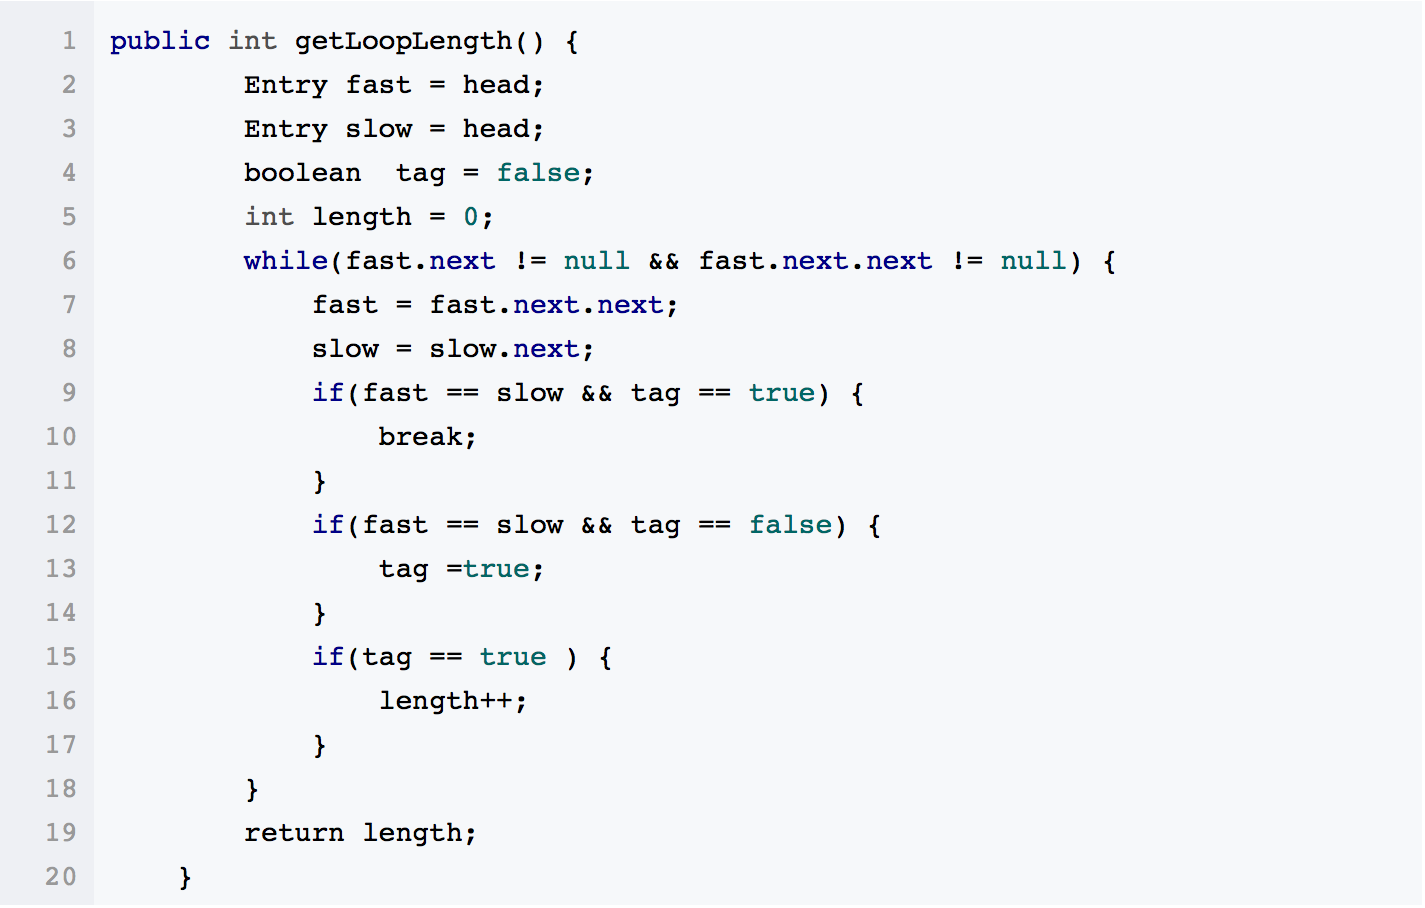 1 public int getLoopLength() {
2         Entry fast = head;
3         Entry slow = head;
4         boolean  tag = false;
5         int length = 0;
6         while(fast.next != null && fast.next.next != null) {
7             fast = fast.next.next;
8             slow = slow.next;
9             if(fast == slow && tag == true) {
10                 break;
11             }
12             if(fast == slow && tag == false) {
13                 tag =true;
14             }
15             if(tag == true ) {
16                 length++;
17             }
18         }
19         return length;
20     }